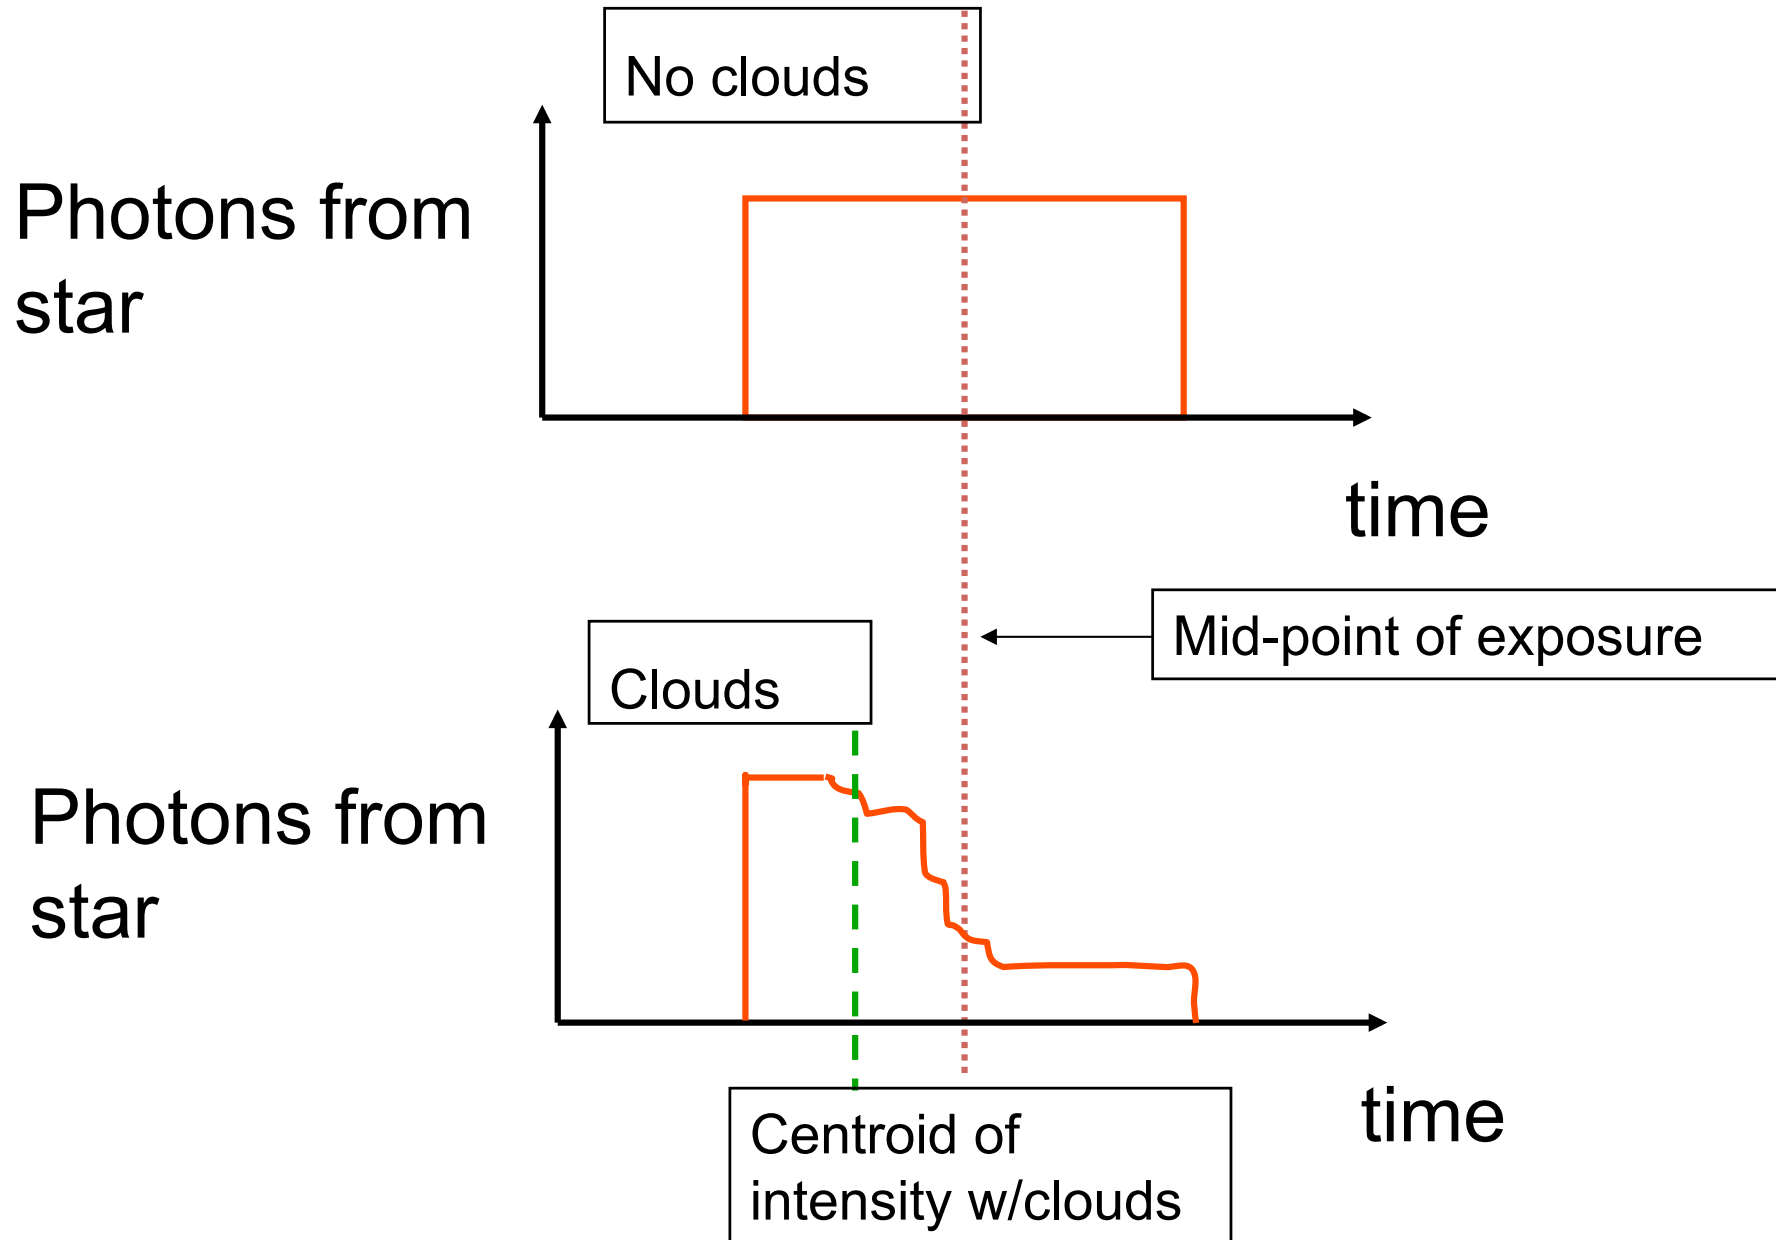 No clouds
Photons from
star
time
Mid-point of exposure
Clouds
Photons from
star
time
Centroid of
intensity w/clouds